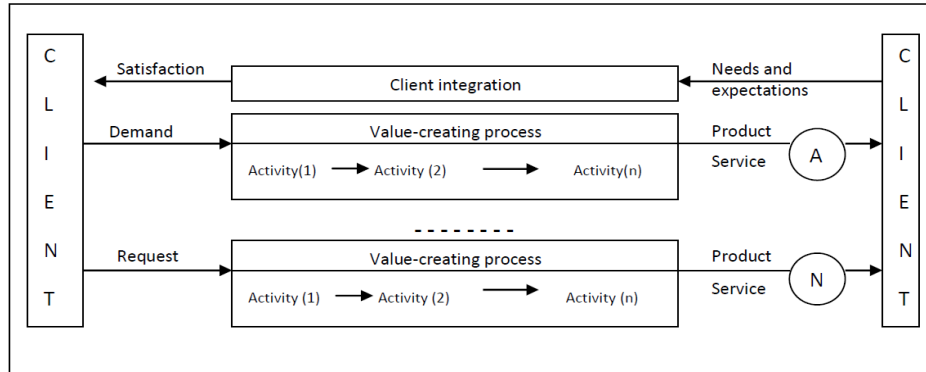 C
L
I
E
N
T
Satisfaction
Client integration
Needs and
expectations
C
L
I
E
N
T
Demand
Value-creating process
Product
Service
A
Activity(1)
Activity (2)
Activity(n)
Request
Value-creating process
Product
Service
N
Activity (1)
Activity (2)
Activity (n)